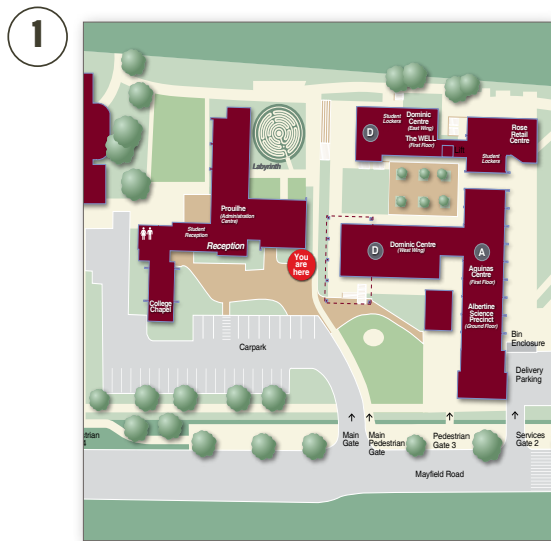 1
Student
Lockers
Dominic
Centre
(East Wing)
D
The WELL
(First Floor)
Lift
Student
Lockers
Rose
Retail
Centre
Labyrinth
Prouilhe
(Administration
Centre)
Student
Reception
Reception
You
are
here
D
Dominic Centre
(West Wing)
A
Aquinas
Centre
(First Floor)
Albertine
Science
Precinct
(Ground Floor)
College
Chapel
Carpark
Bin
Enclosure
Delivery
Parking
Main
Gate
Main
Pedestrian
Gate
Pedestrian
Gate 3
Services
Gate 2
Mayfield Road